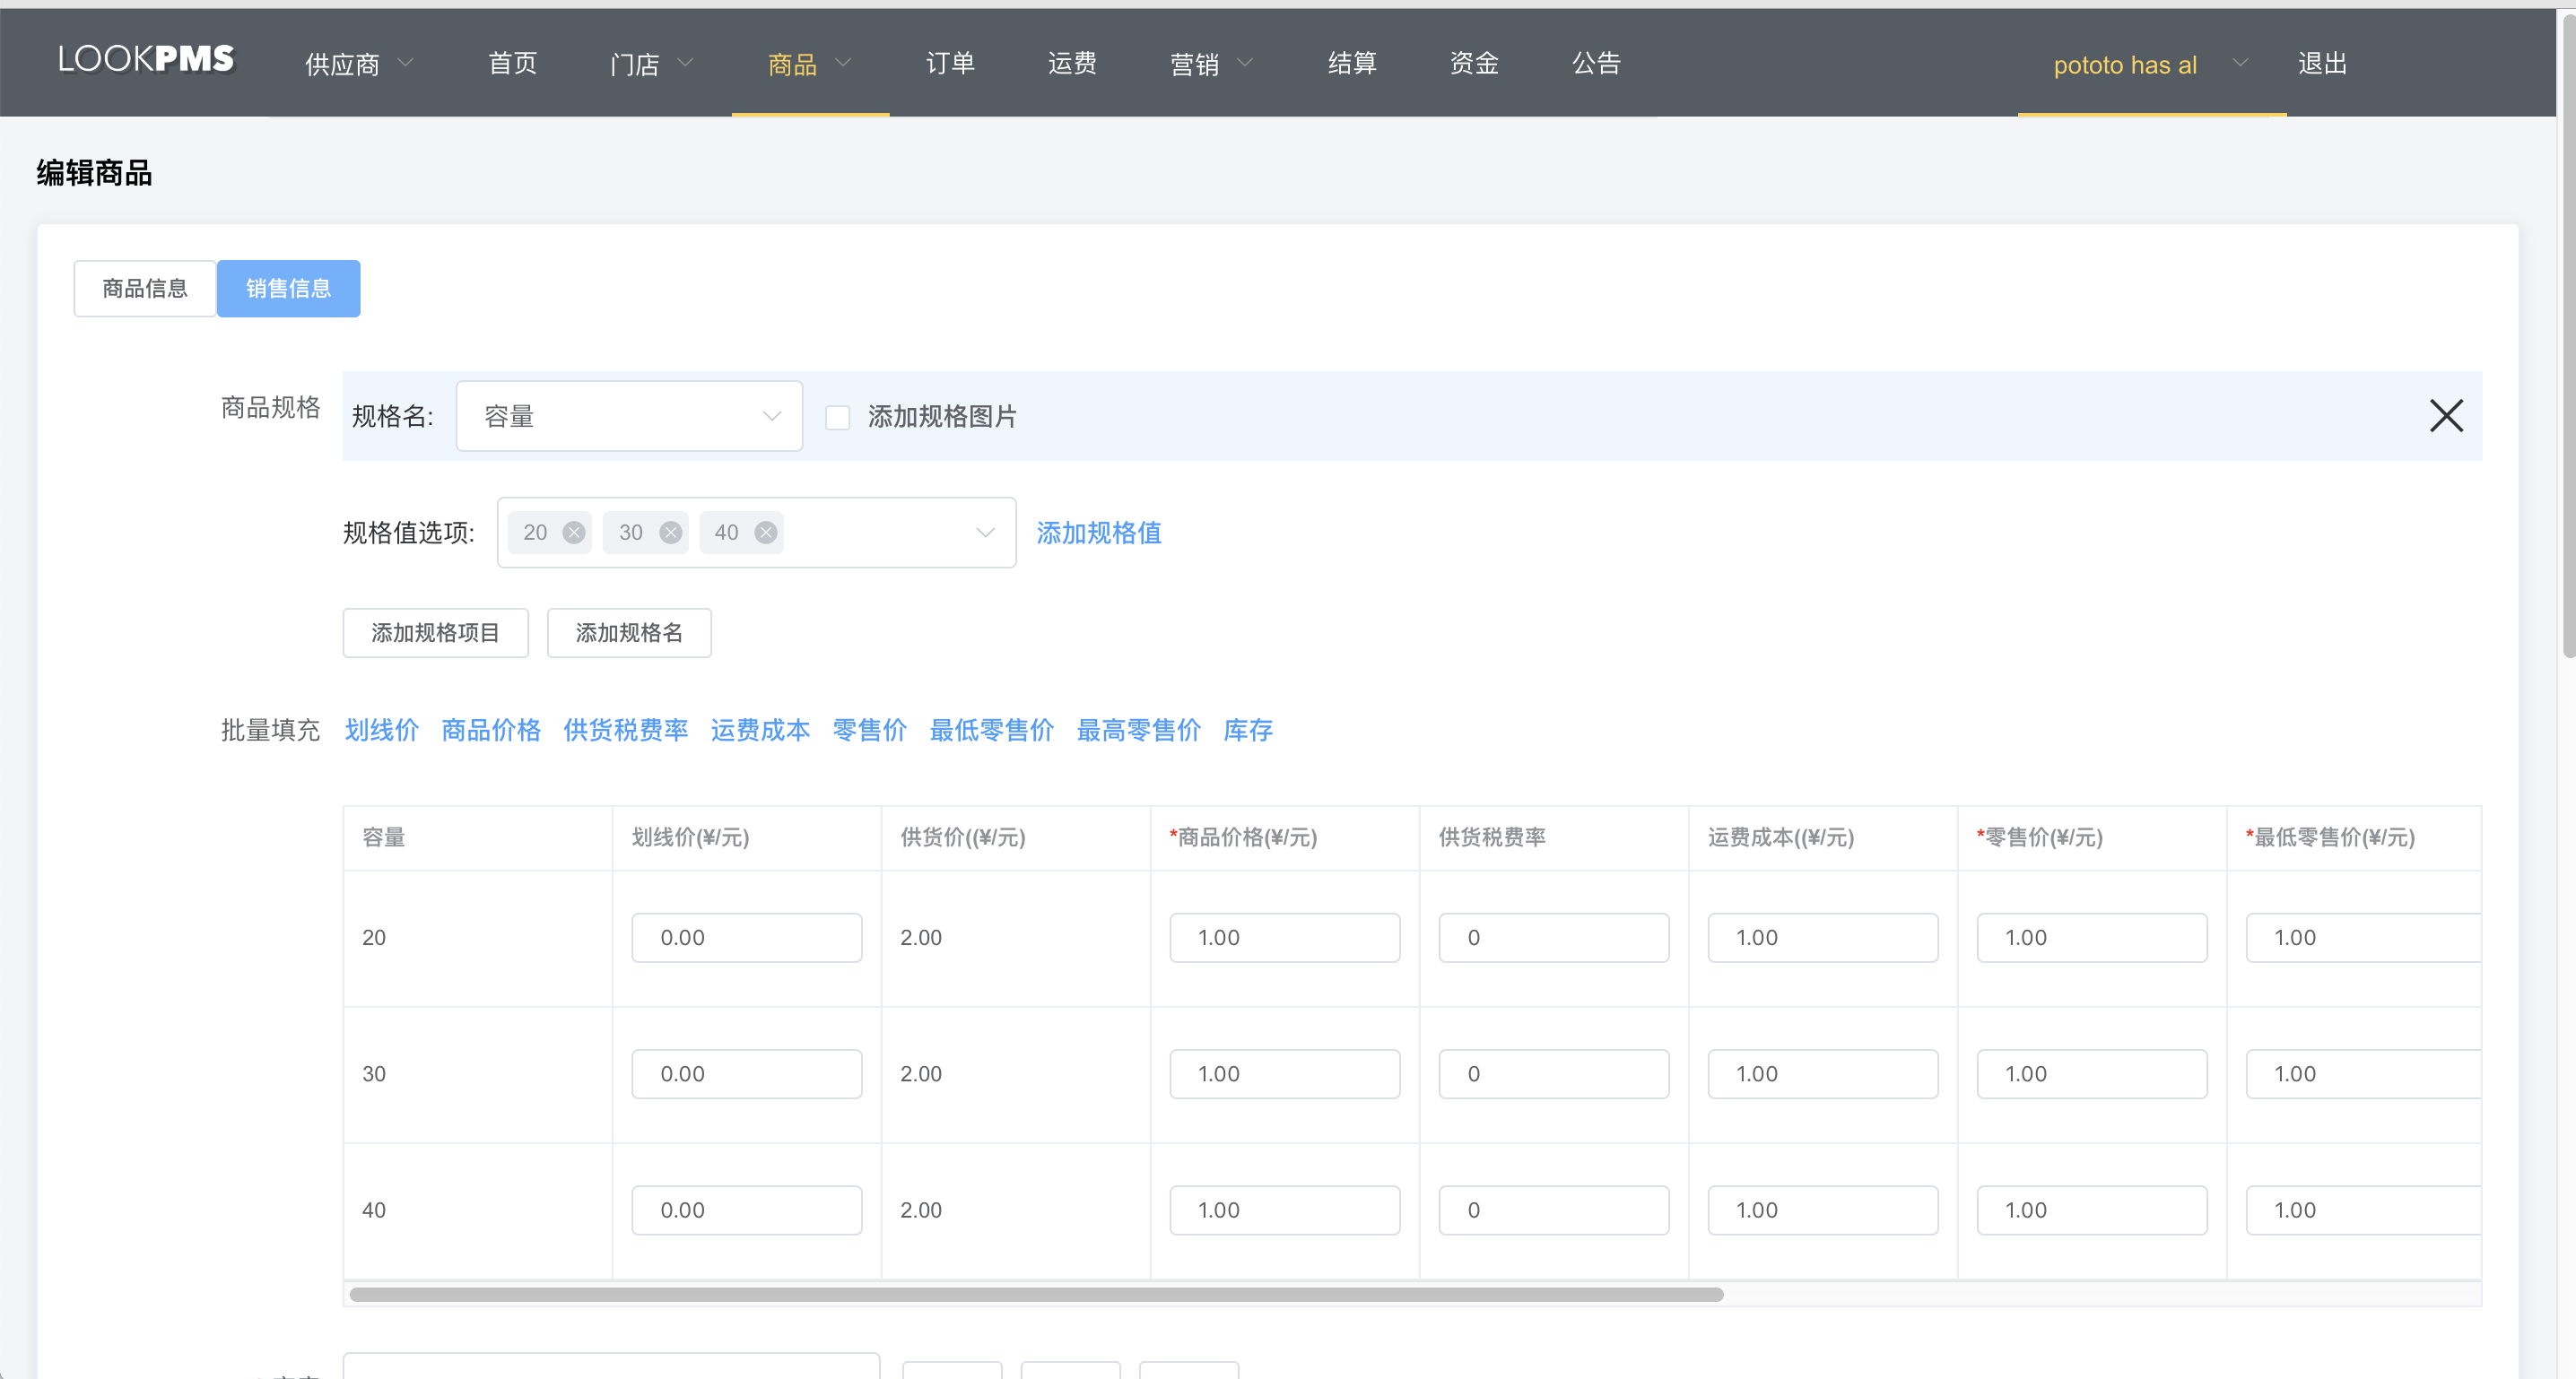 LOOKPMS 供应商 首页 门店 商品 订单 运费 营销 结算 资金 公告 pototo has al 退出
编辑商品
商品信息 销售信息
商品规格 规格名: 容量 添加规格图片
规格值选项: 20 30 40 添加规格值
添加规格项目 添加规格名
批量填充 划线价 商品价格 供货税费率 运费成本 零售价 最低零售价 最高零售价 库存
容量 划线价(¥/元) 供货价((¥/元) *商品价格(¥/元) 供货税费率 运费成本((¥/元) *零售价(¥/元) *最低零售价(¥/元)
20 0.00 2.00 1.00 0 1.00 1.00 1.00
30 0.00 2.00 1.00 0 1.00 1.00 1.00
40 0.00 2.00 1.00 0 1.00 1.00 1.00